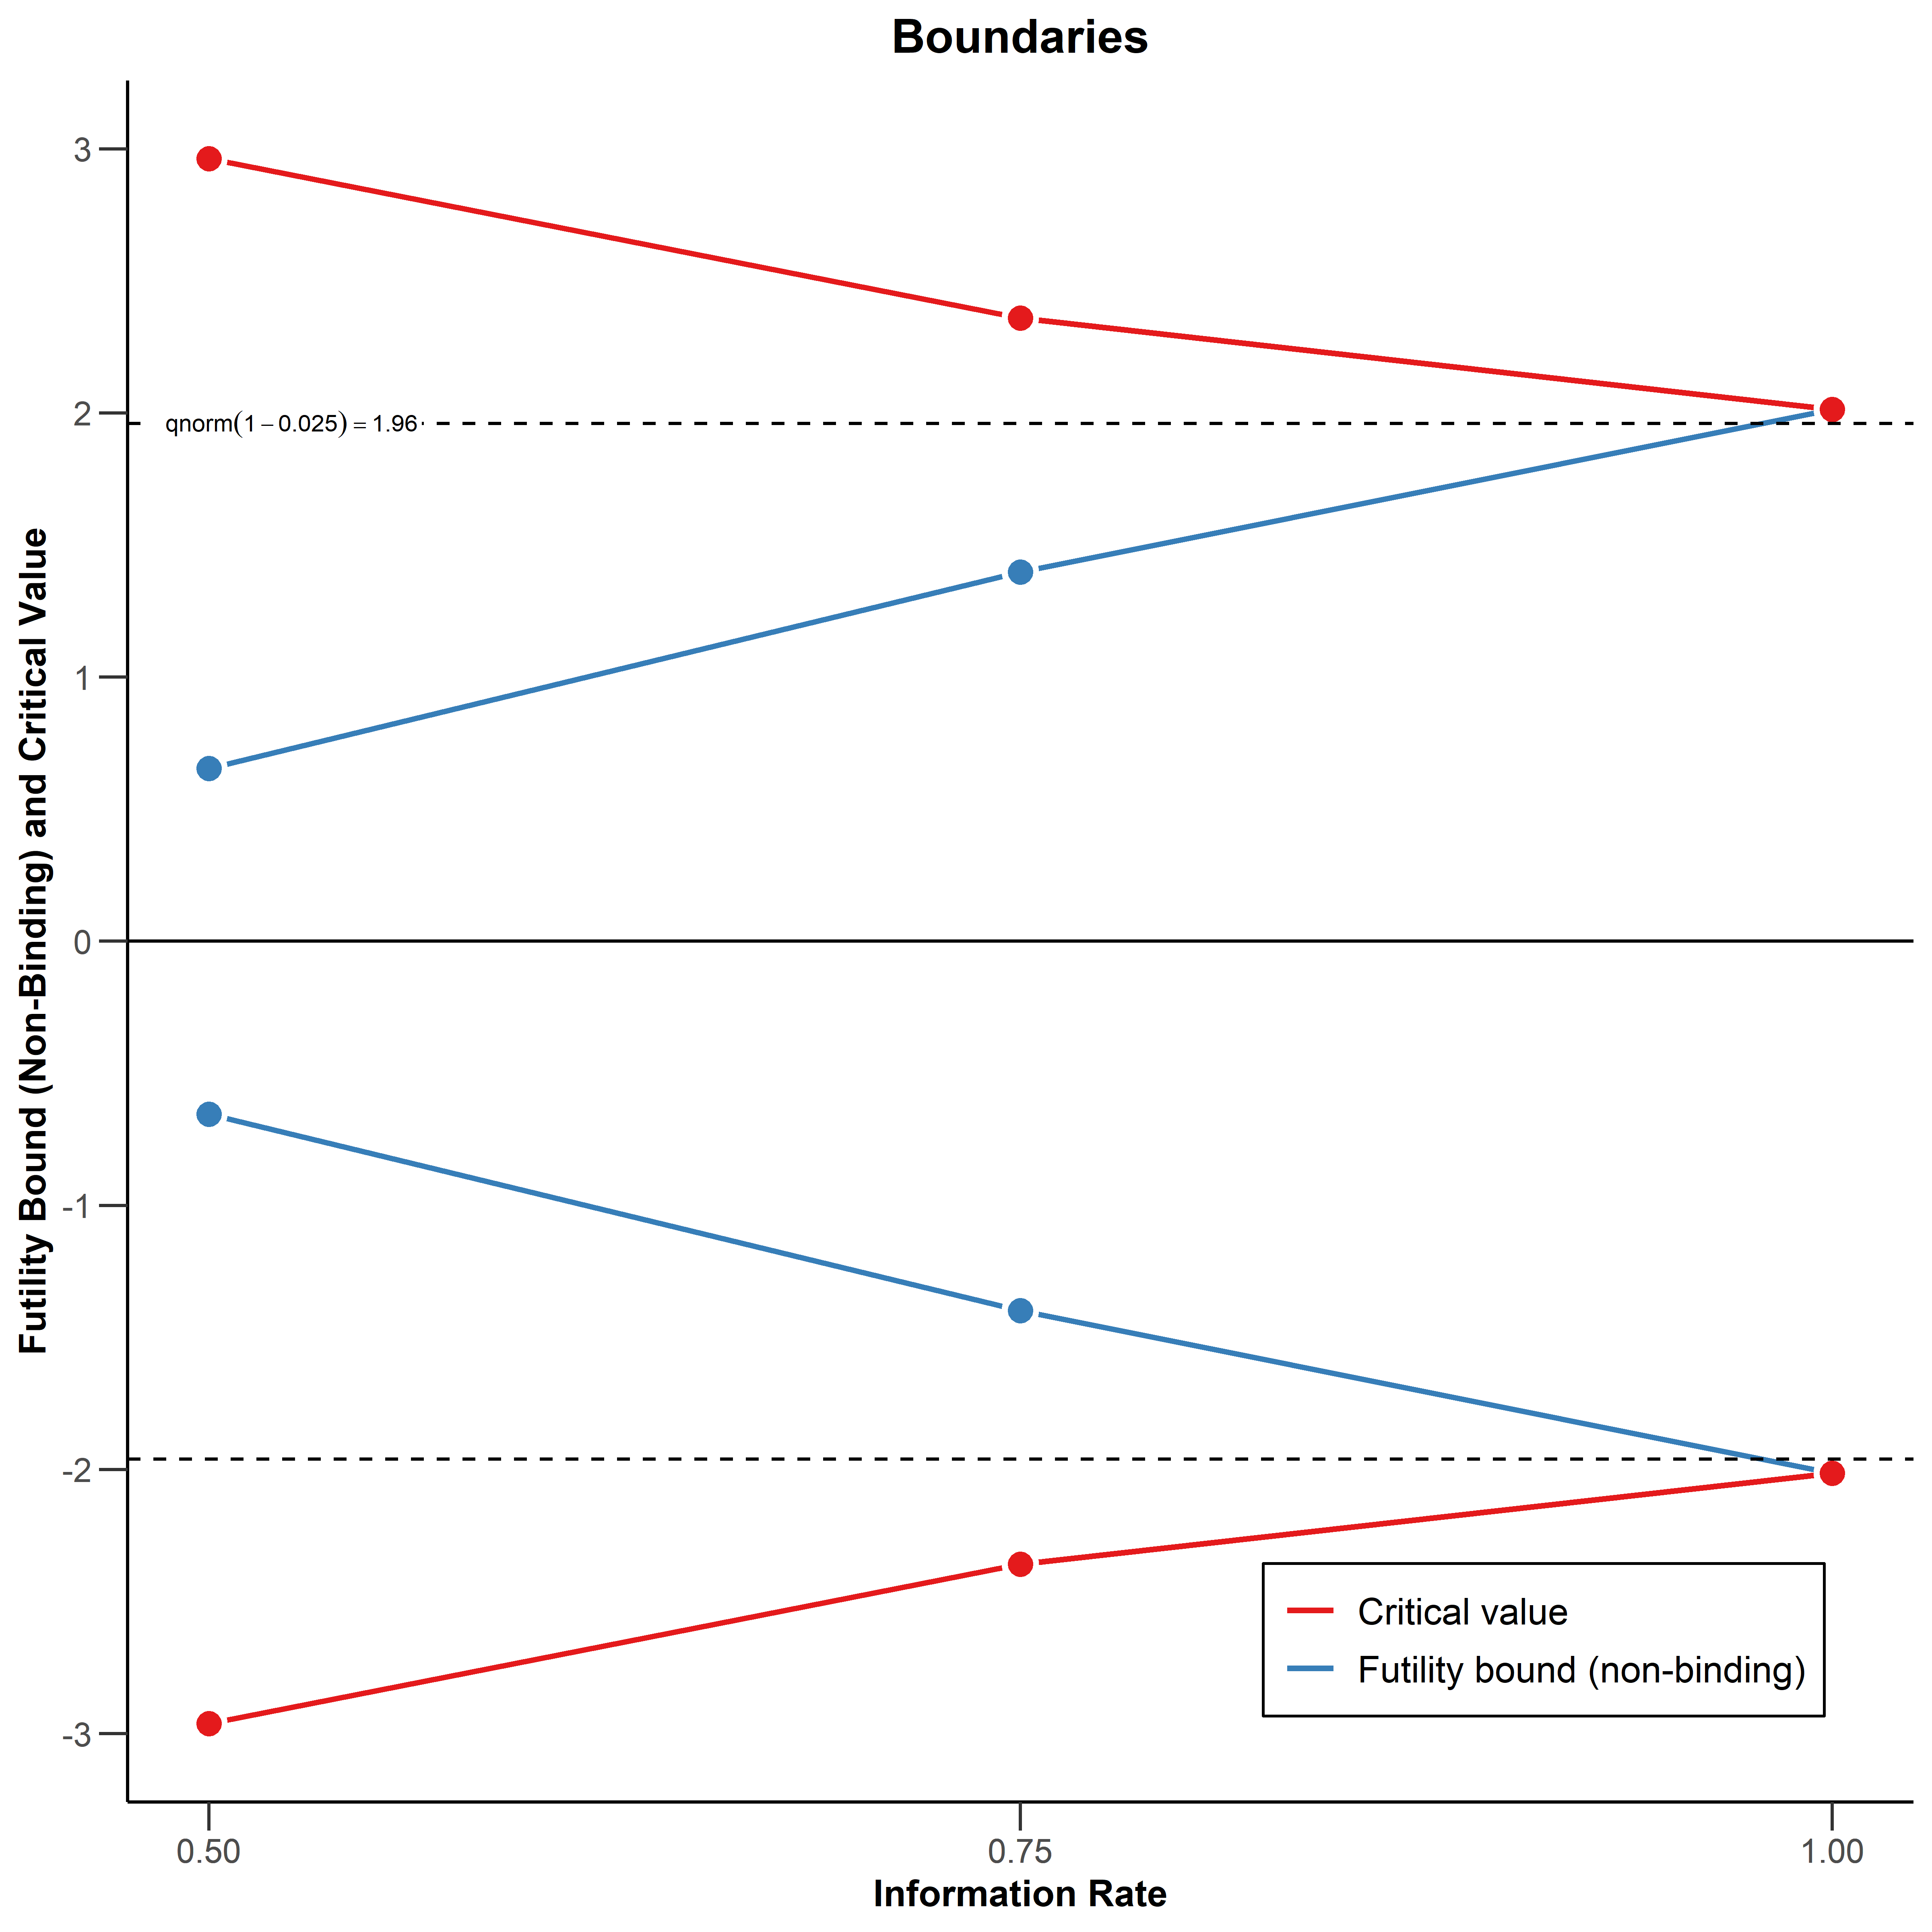 Boundaries
Futility Bound (Non-Binding) and Critical Value
3
2
1
0
-1
-2
-3
qnorm(1 − 0.025) = 1.96
Critical value
Futility bound (non-binding)
0.50
0.75
1.00
Information Rate